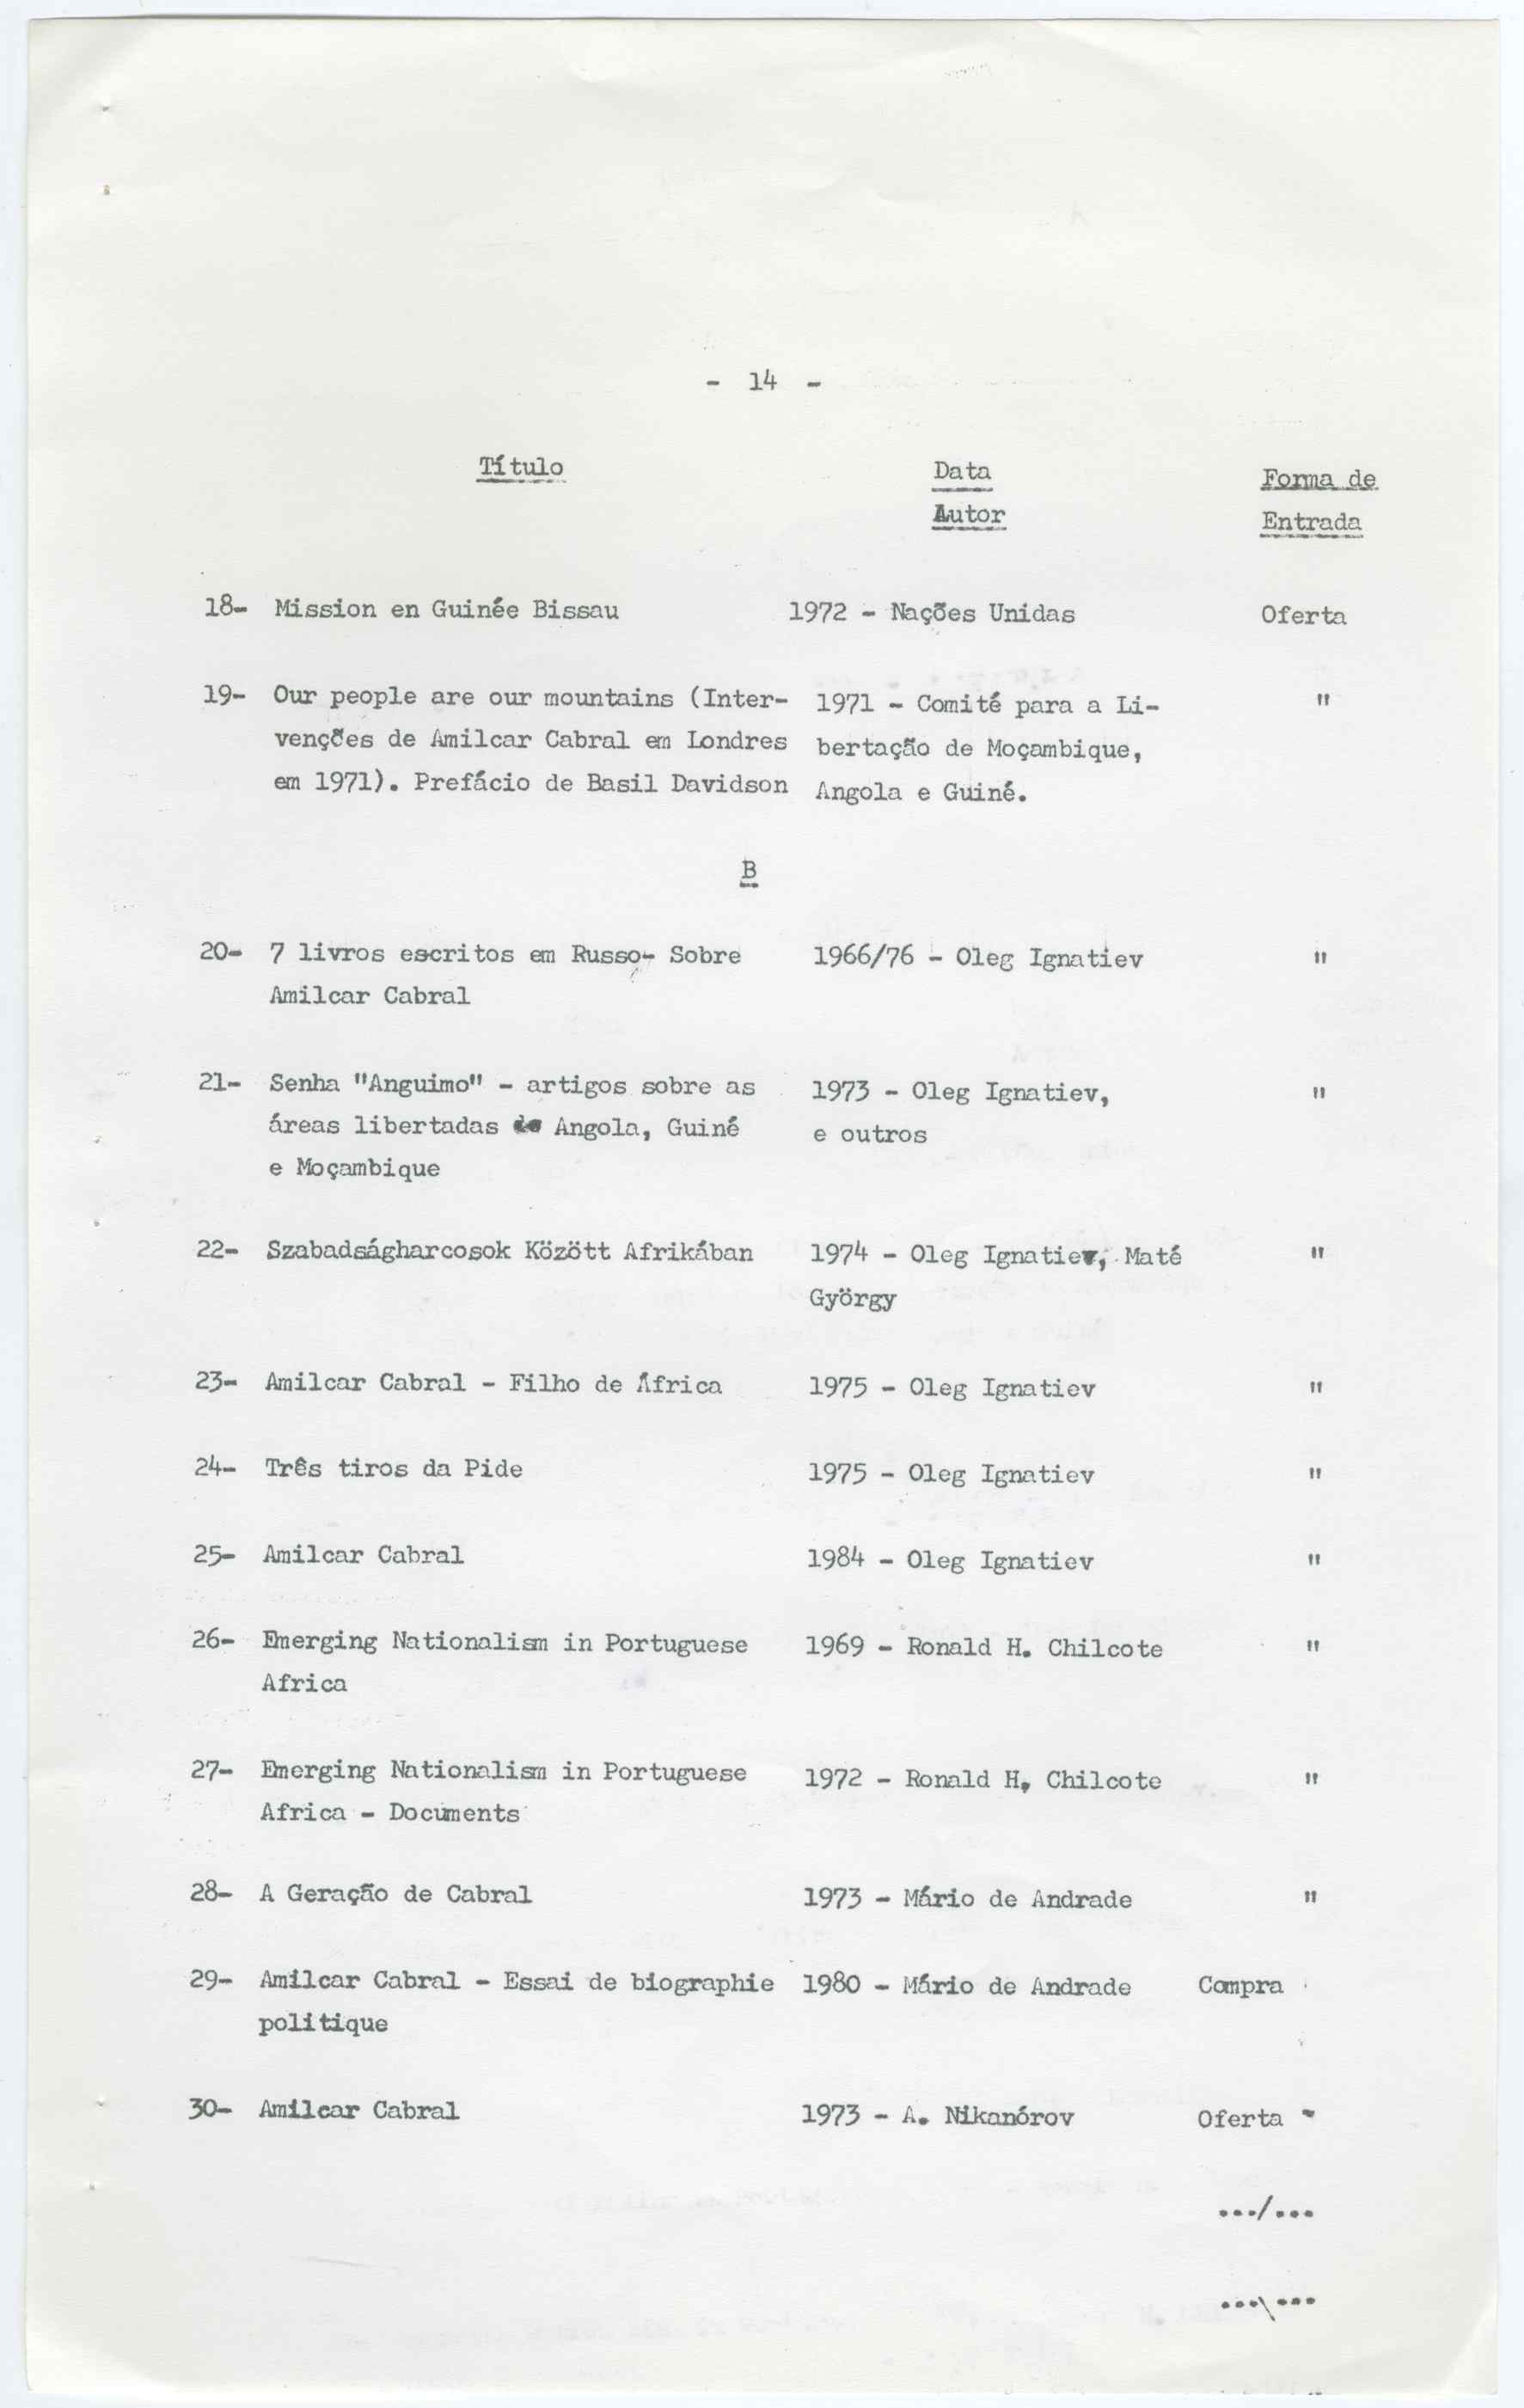 - 14 -
Título Data Forma de
Autor Entrada
18- Mission en Guinée Bissau 1972 - Nações Unidas Oferta
19- Our people are our mountains (Inter- 1971 - Comité para a Li- "
venções de Amilcar Cabral em Londres bertação de Moçambique,
em 1971). Prefácio de Basil Davidson Angola e Guiné.
B
20- 7 livros escritos em Russo- Sobre 1966/76 - Oleg Ignatiev "
Amilcar Cabral
21- Senha "Anguimo" - artigos sobre as 1973 - Oleg Ignatiev, "
áreas libertadas de Angola, Guiné e outros
e Moçambique
22- Szabadságharcosok Között Afrikában 1974 - Oleg Ignatiev, Maté "
György
23- Amilcar Cabral - Filho de África 1975 - Oleg Ignatiev "
24- Três tiros da Pide 1975 - Oleg Ignatiev "
25- Amilcar Cabral 1984 - Oleg Ignatiev "
26- Emerging Nationalism in Portuguese 1969 - Ronald H. Chilcote "
Africa
27- Emerging Nationalism in Portuguese 1972 - Ronald H, Chilcote "
Africa - Documents
28- A Geração de Cabral 1973 - Mário de Andrade "
29- Amilcar Cabral - Essai de biographie 1980 - Mário de Andrade Compra
politique
30- Amilcar Cabral 1973 - A. Nikanórov Oferta -
.../...
...\...